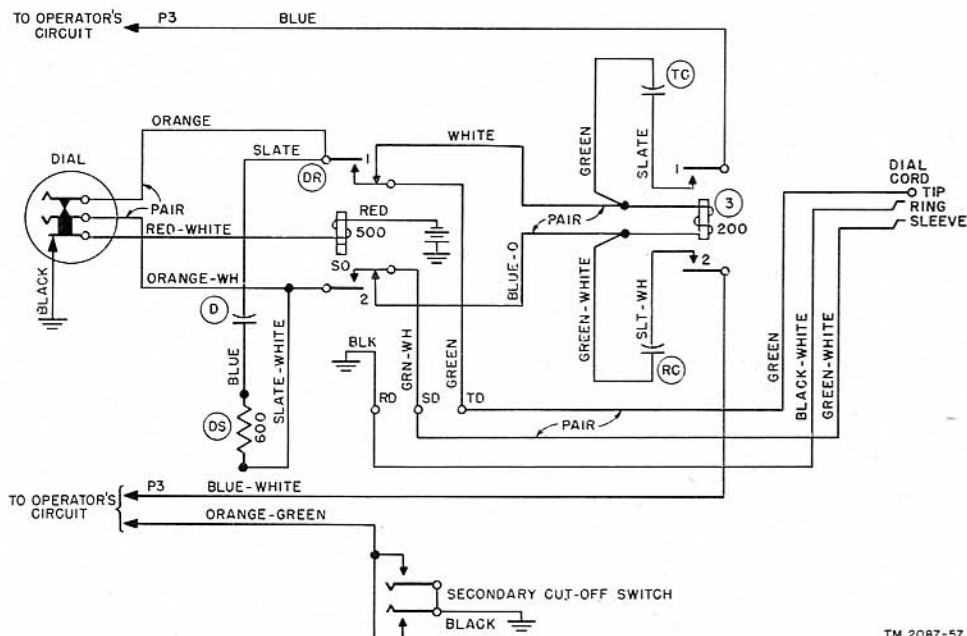 TO OPERATOR'S
CIRCUIT
P3
BLUE
TC
ORANGE
WHITE
GREEN
SLATE
DIAL
SLATE
1
DR
1
DIAL
CORD
TIP
RING
SLEEVE
PAIR
RED
500
PAIR
3
200
RED-WHITE
SO
2
BLACK
ORANGE-WH
2
BLUE-O
GREEN-WHITE
SLT-WH
D
BLK
GRN-WH
GREEN
RC
BLUE
SLATE-WHITE
GREEN
BLACK-WHITE
GREEN-WHITE
RD
SD
TD
DS
600
PAIR
TO OPERATOR'S
CIRCUIT
P3
BLUE-WHITE
ORANGE-GREEN
SECONDARY CUT-OFF SWITCH
BLACK
TM 2087-57